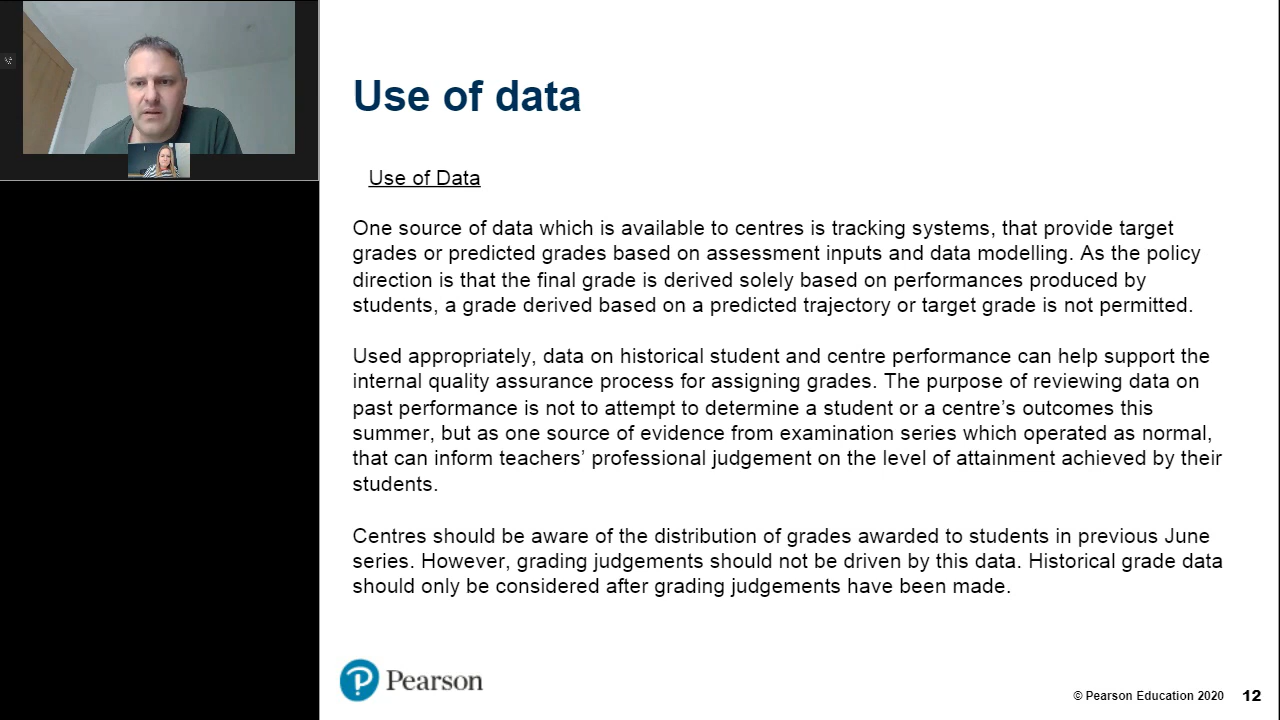 Use of data
Use of Data
One source of data which is available to centres is tracking systems, that provide target
grades or predicted grades based on assessment inputs and data modelling. As the policy
direction is that the final grade is derived solely based on performances produced by
students, a grade derived based on a predicted trajectory or target grade is not permitted.
Used appropriately, data on historical student and centre performance can help support the
internal quality assurance process for assigning grades. The purpose of reviewing data on
past performance is not to attempt to determine a student or a centre’s outcomes this
summer, but as one source of evidence from examination series which operated as normal,
that can inform teachers’ professional judgement on the level of attainment achieved by their
students.
Centres should be aware of the distribution of grades awarded to students in previous June
series. However, grading judgements should not be driven by this data. Historical grade data
should only be considered after grading judgements have been made.
Pearson
© Pearson Education 2020 12